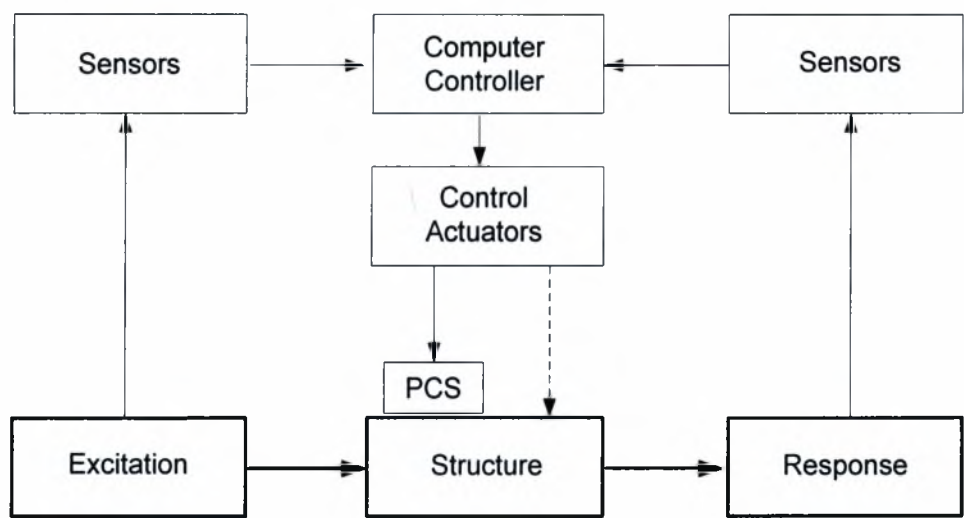 Sensors
Computer
Controller
Sensors
Control
Actuators
PCS
Excitation
Structure
Response